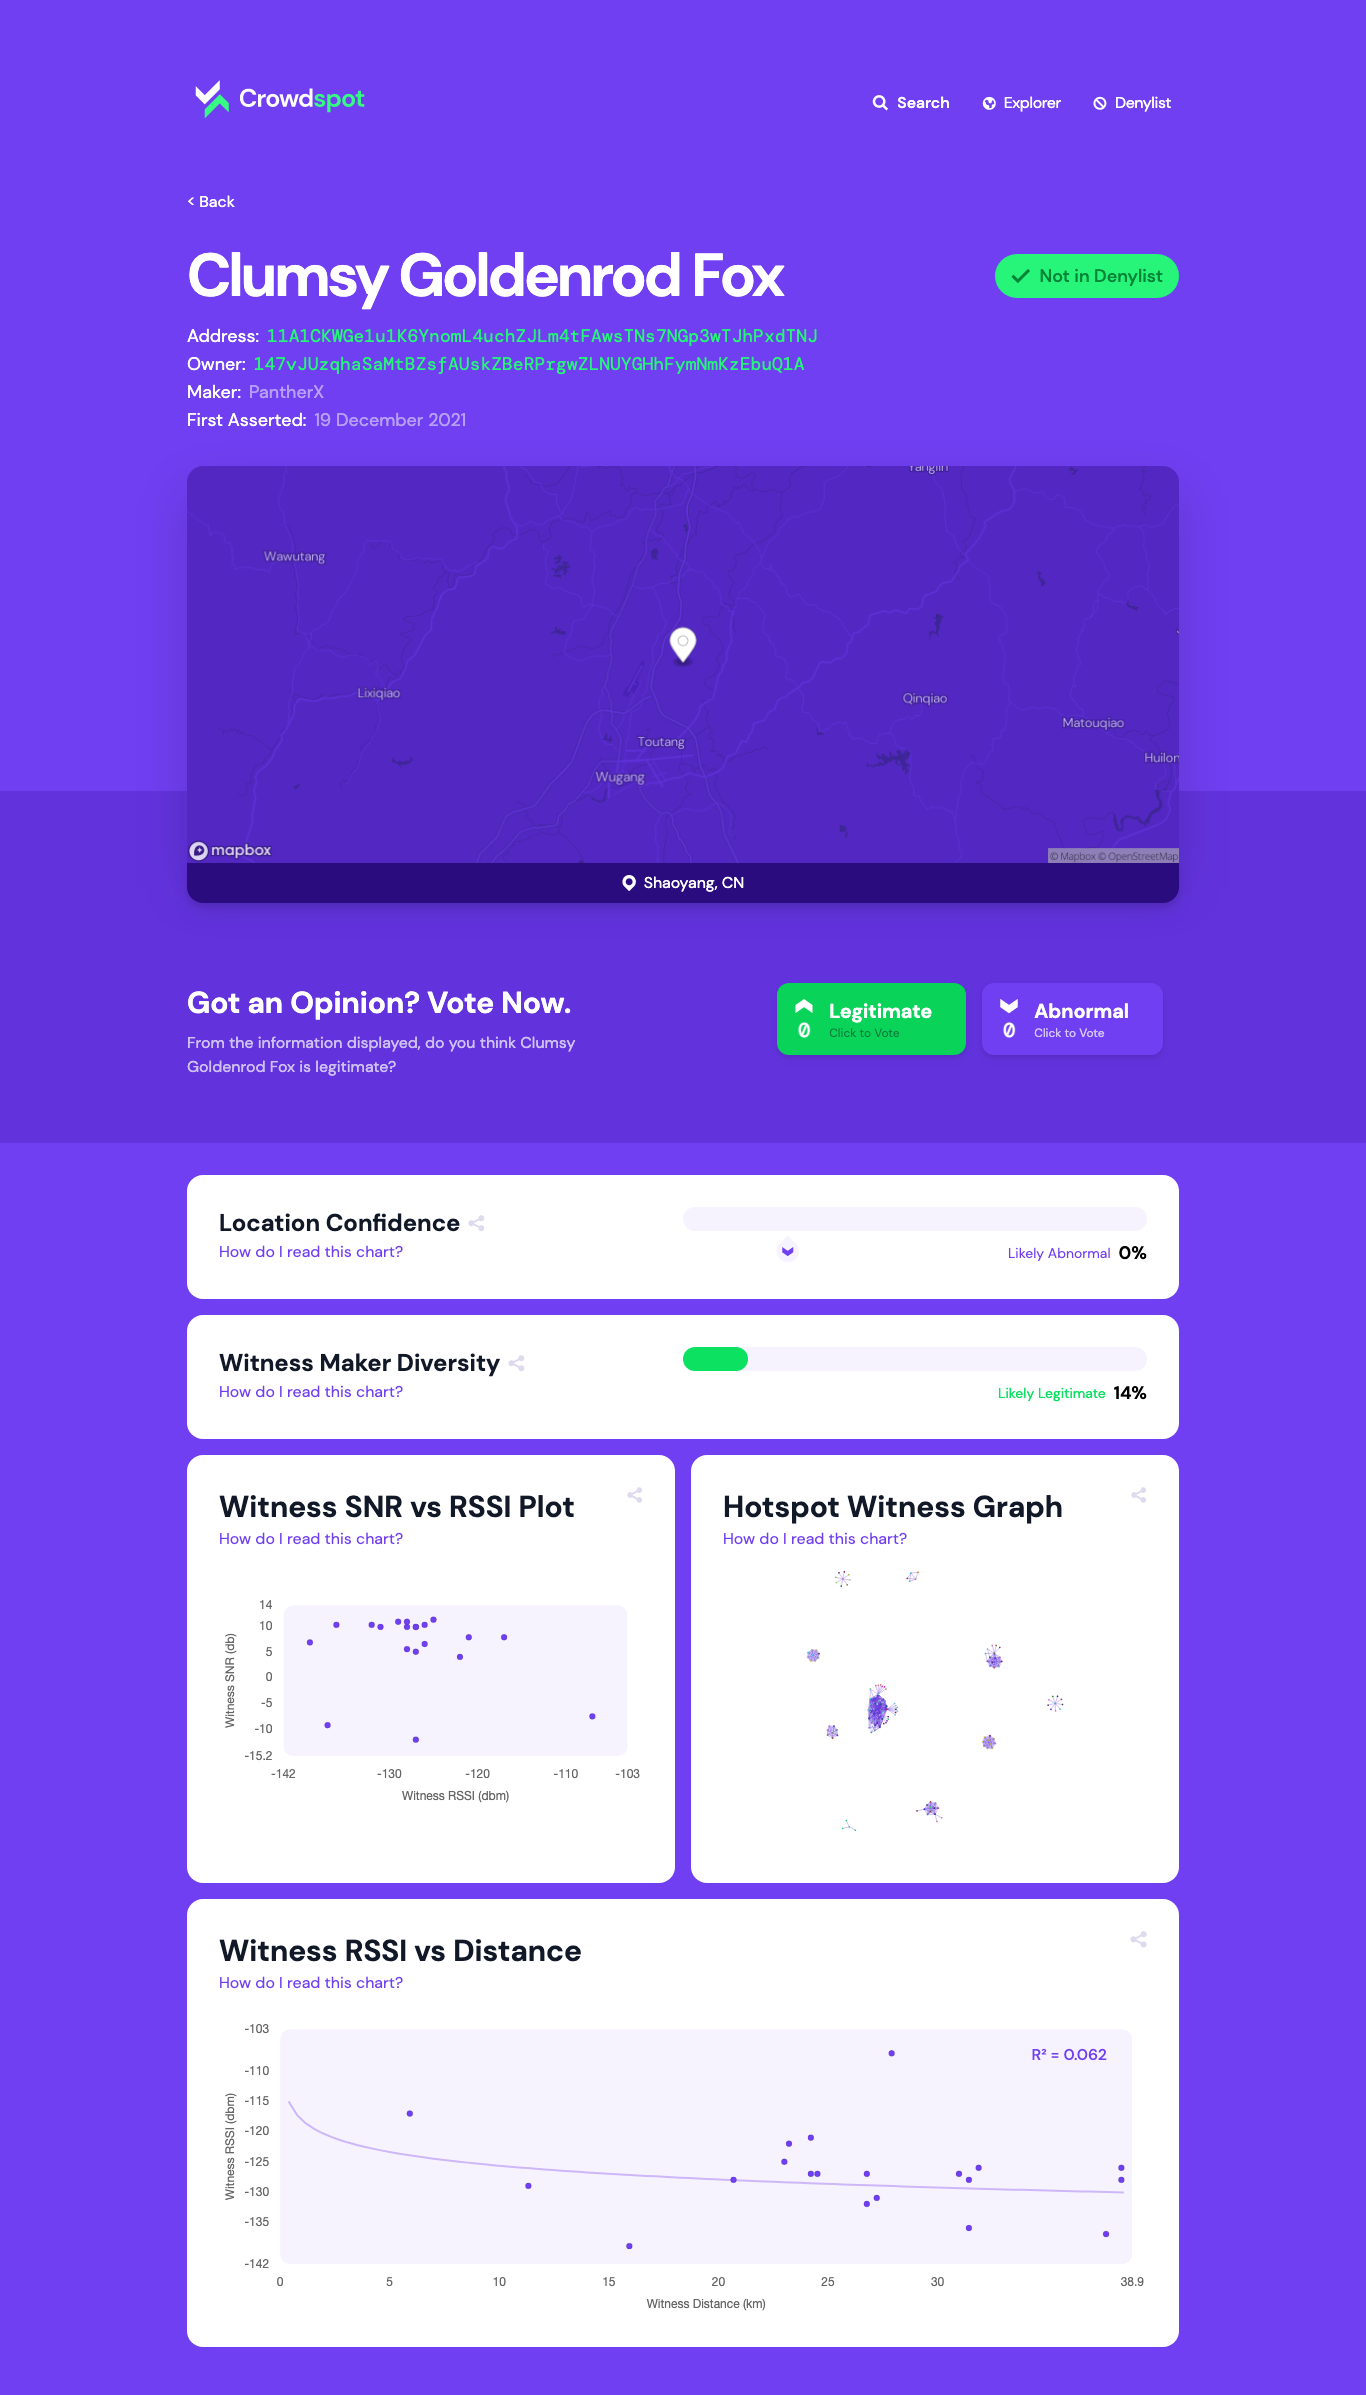 Crowdspot
Search
Explorer
Denylist
< Back
Clumsy Goldenrod Fox
Not in Denylist
Address: 11A1CKWGe1u1K6YnomL4uchZJLm4tFAwsTNs7NGp3wTJhPxdTNJ
Owner: 147vJUzqhaSaMtBZsfAUskZBeRPrgwZLNUYGHhFymNmKzEbuQ1A
Maker: PantherX
First Asserted: 19 December 2021
Yanglin
Wawutang
Lixiqiao
Qinqiao
Matouqiao
Toutang
Huilon
Wugang
mapbox
© Mapbox © OpenStreetMap
Shaoyang, CN
Got an Opinion? Vote Now.
From the information displayed, do you think Clumsy
Goldenrod Fox is legitimate?
Legitimate
0
Click to Vote
Abnormal
0
Click to Vote
Location Confidence
How do I read this chart?
Likely Abnormal 0%
Witness Maker Diversity
How do I read this chart?
Likely Legitimate 14%
Witness SNR vs RSSI Plot
How do I read this chart?
14
10
5
0
-5
-10
-15.2
Witness SNR (db)
-142
-130
-120
-110
-103
Witness RSSI (dbm)
Hotspot Witness Graph
How do I read this chart?
Witness RSSI vs Distance
How do I read this chart?
-103
-110
-115
-120
-125
-130
-135
-142
Witness RSSI (dbm)
R² = 0.062
0
5
10
15
20
25
30
38.9
Witness Distance (km)